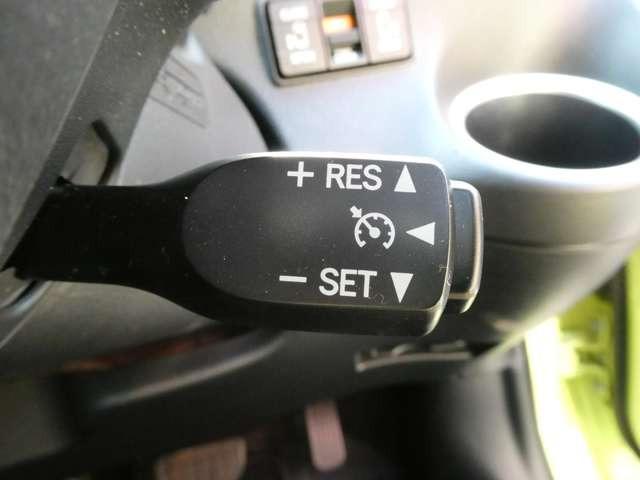 + RES
- SET